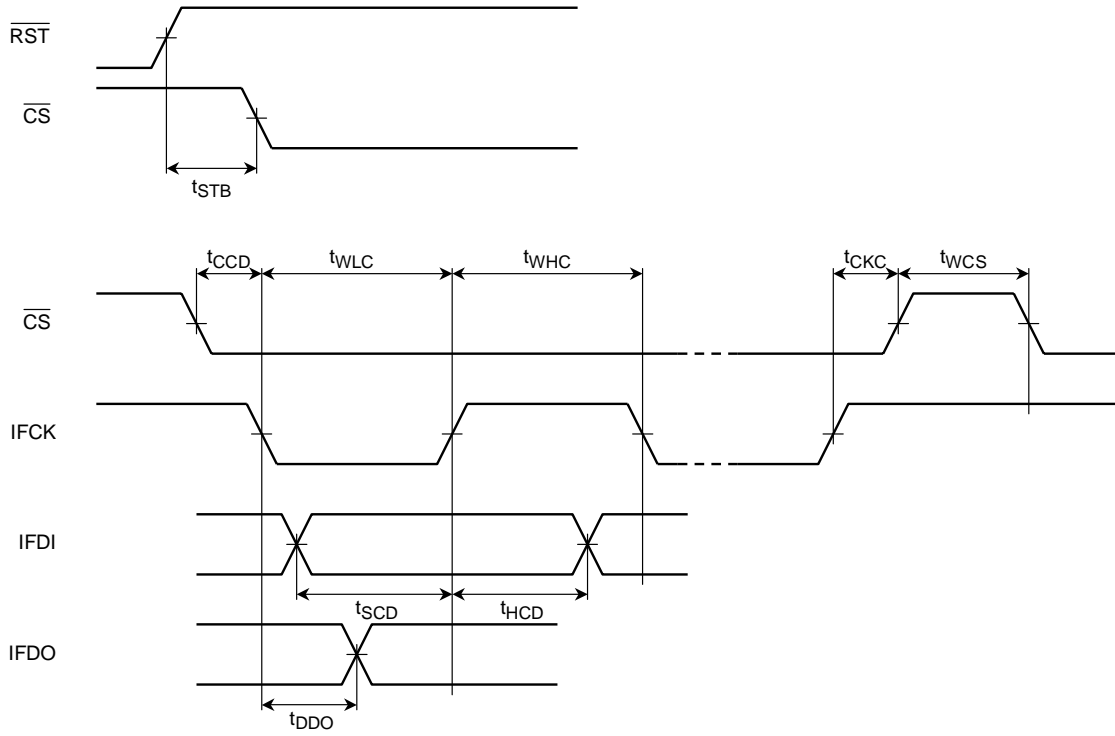 RST
CS
tSTB
tCCD tWLC tWHC tCKC tWCS
CS
IFCK
IFDI
tSCD tHCD
IFDO
tDDO